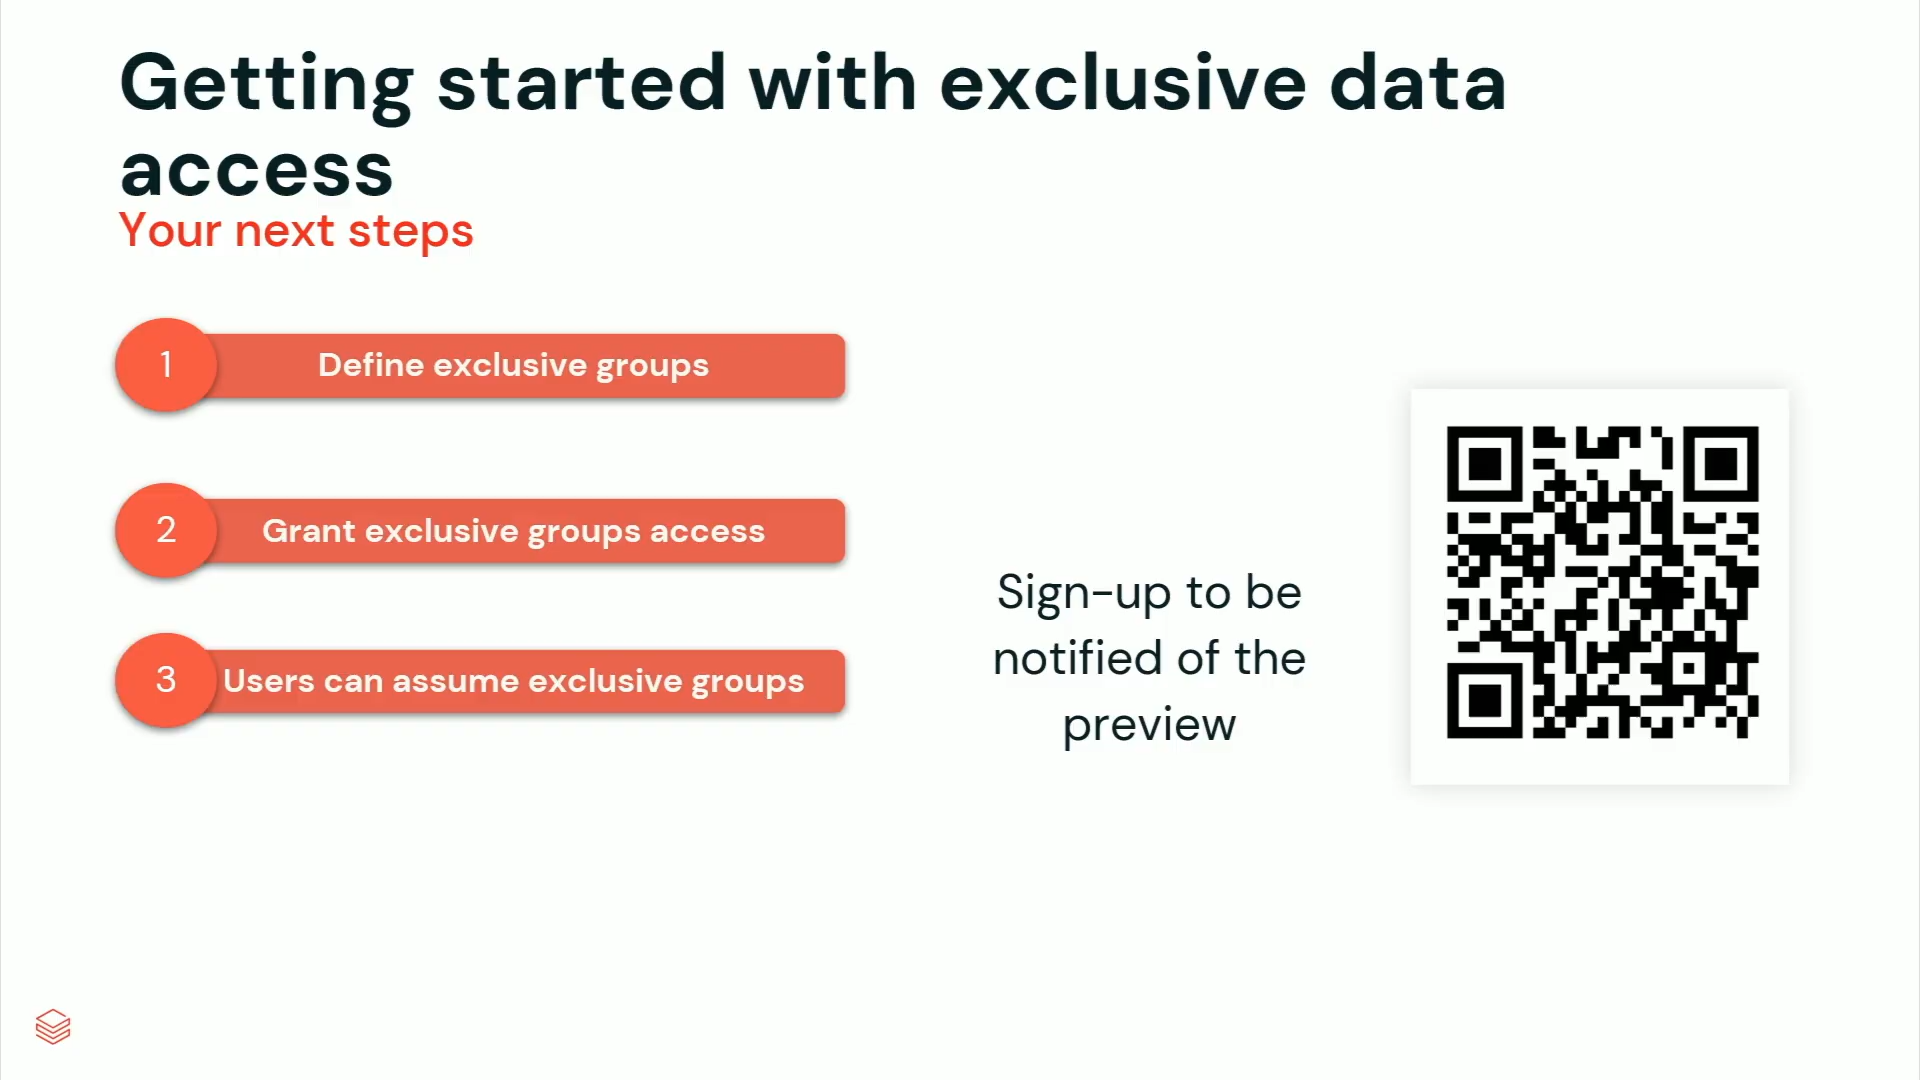 Getting started with exclusive data
access
Your next steps
1
Define exclusive groups
2
Grant exclusive groups access
3
Users can assume exclusive groups
Sign-up to be
notified of the
preview